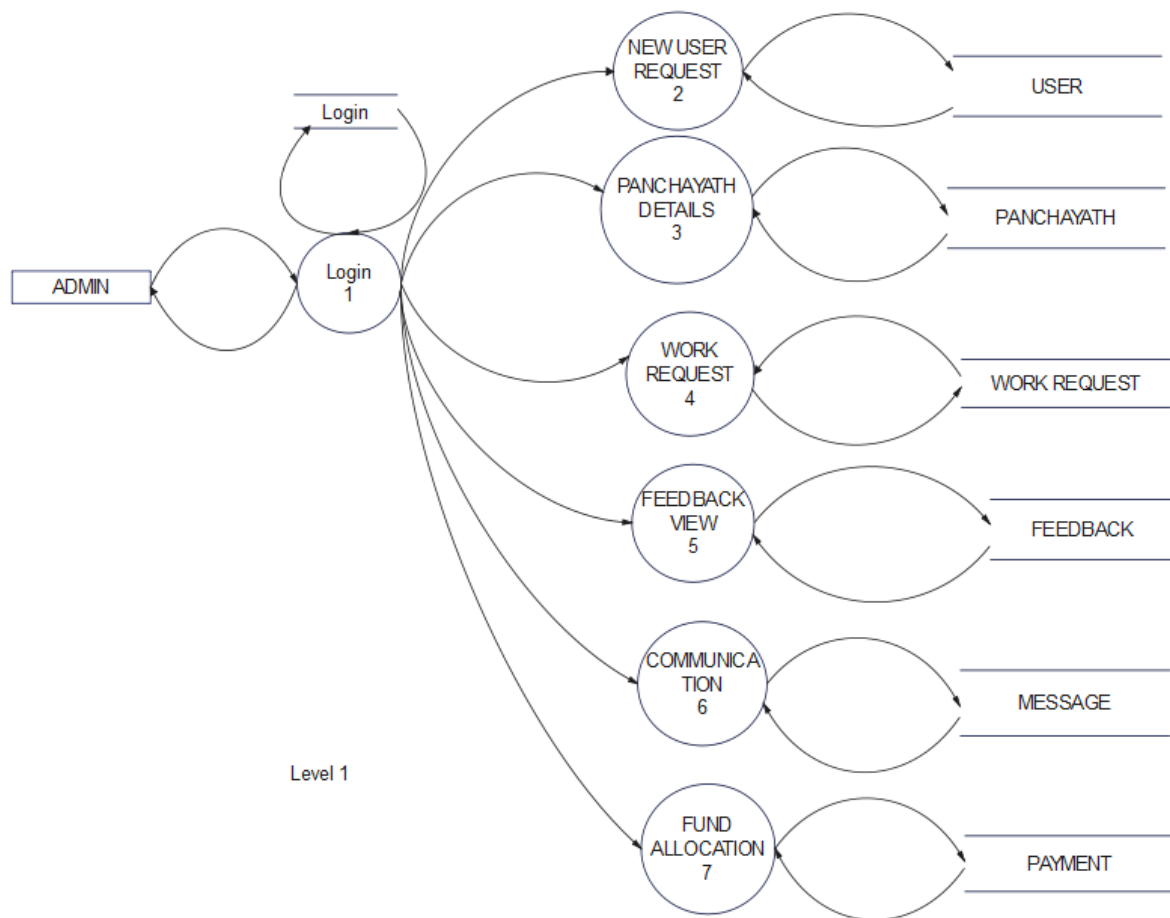 NEW USER
REQUEST
2
USER
Login
PANCHAYATH
DETAILS
3
PANCHAYATH
ADMIN
Login
1
WORK
REQUEST
4
WORK REQUEST
FEEDBACK
VIEW
5
FEEDBACK
COMMUNICA
TION
6
MESSAGE
Level 1
FUND
ALLOCATION
7
PAYMENT